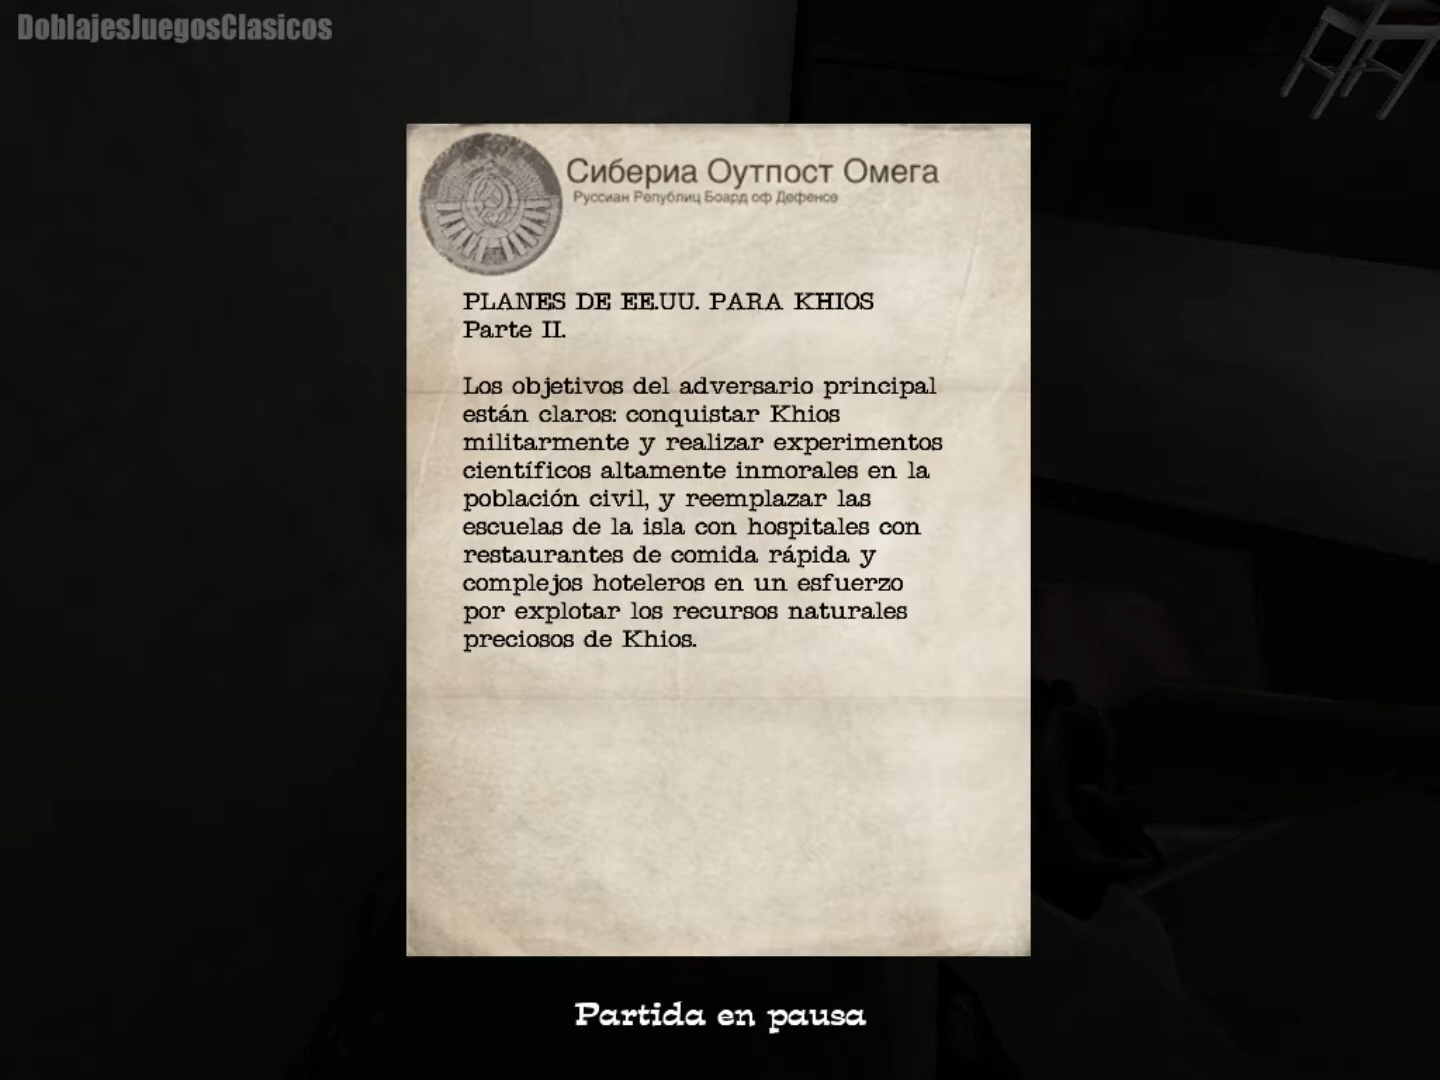 DoblajesJuegosClasicos
Сибериа Оутпост Омега
Руссиан Републиц Боард оф Дефенсе
PLANES DE EE.UU. PARA KHIOS
Parte II.
Los objetivos del adversario principal
están claros: conquistar Khios
militarmente y realizar experimentos
científicos altamente inmorales en la
población civil, y reemplazar las
escuelas de la isla con hospitales con
restaurantes de comida rápida y
complejos hoteleros en un esfuerzo
por explotar los recursos naturales
preciosos de Khios.
Partida en pausa